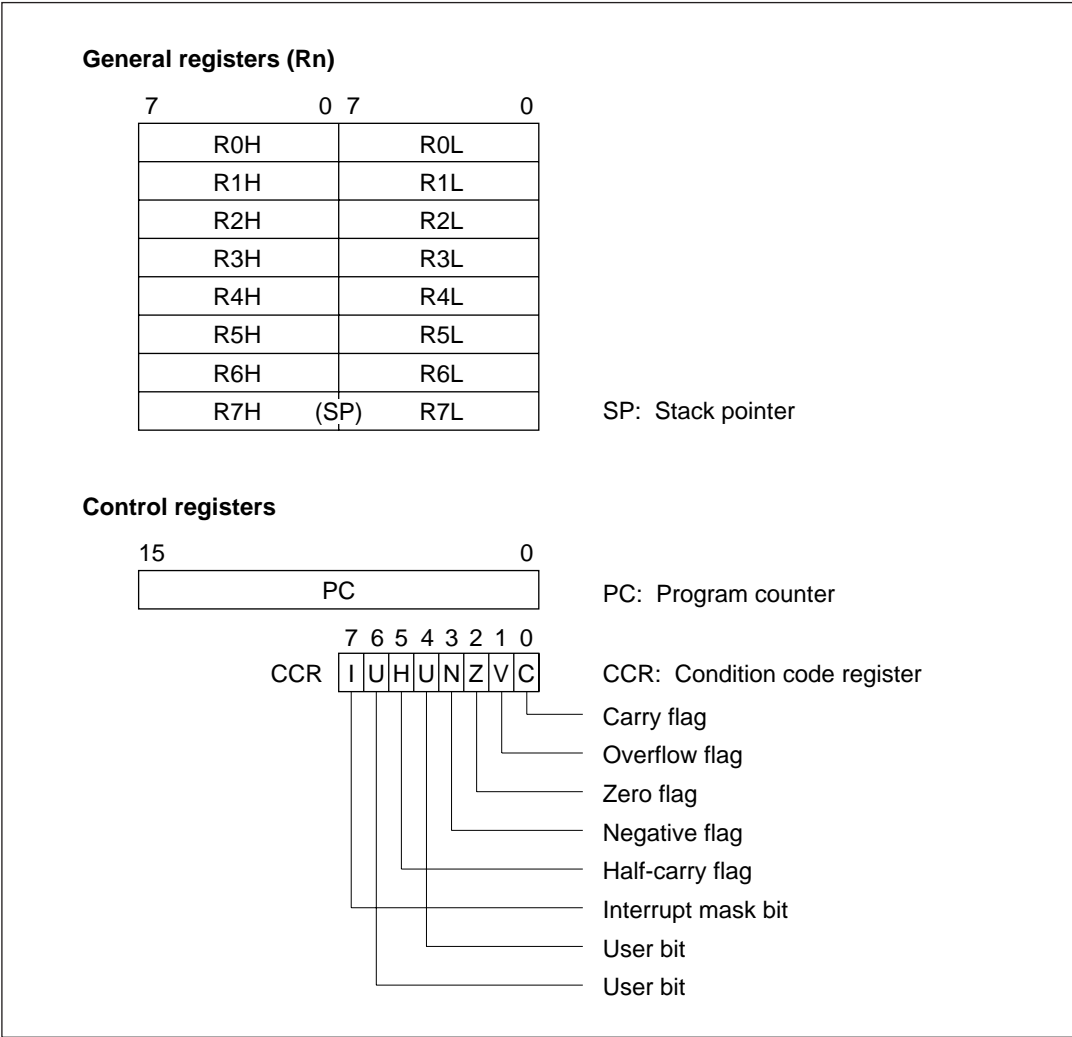 General registers (Rn)
7 0 7 0
R0H R0L
R1H R1L
R2H R2L
R3H R3L
R4H R4L
R5H R5L
R6H R6L
R7H (SP) R7L SP: Stack pointer
Control registers
15 0
PC PC: Program counter
7 6 5 4 3 2 1 0
CCR I U H U N Z V C CCR: Condition code register
Carry flag
Overflow flag
Zero flag
Negative flag
Half-carry flag
Interrupt mask bit
User bit
User bit